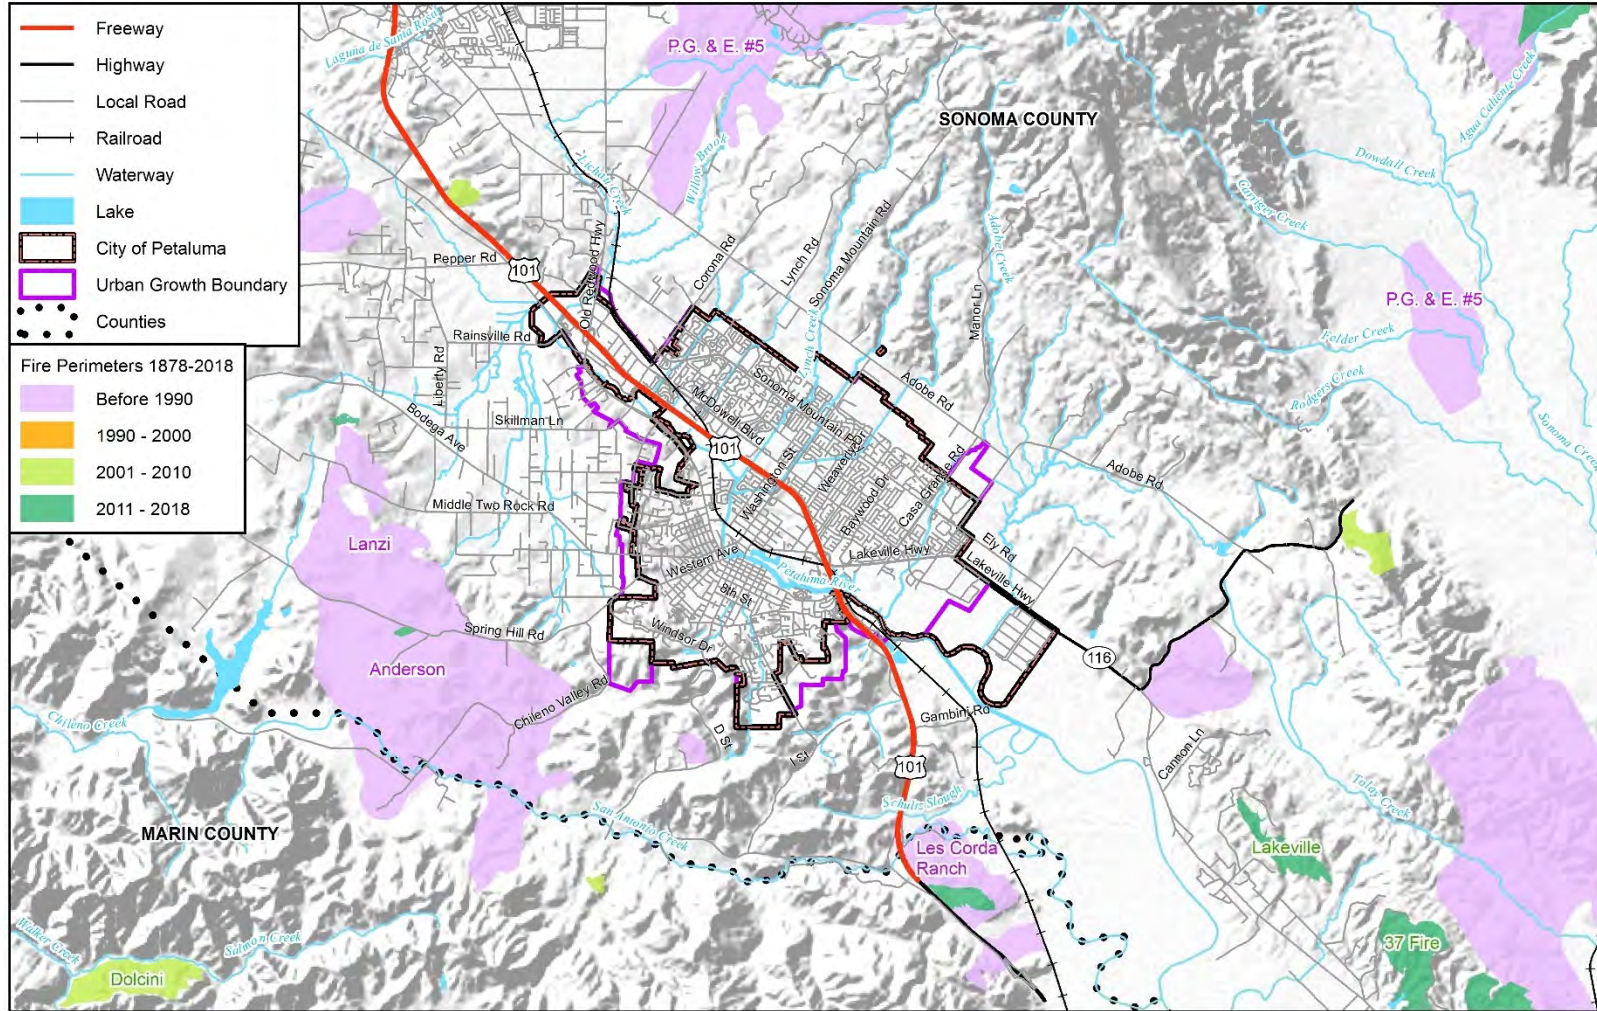 Freeway
Highway
Local Road
Railroad
Waterway
Lake
City of Petaluma
Urban Growth Boundary
Counties
Fire Perimeters 1878-2018
Before 1990
1990 - 2000
2001 - 2010
2011 - 2018
Laguna de Santa Rosa
P.G. & E. #5
SONOMA COUNTY
Agua Caliente Creek
Dowdall Creek
Carriger Creek
Lichau Creek
Willow Brook
Old Redwood Hwy
Corona Rd
Lynch Rd
Sonoma Mountain Rd
Adobe Creek
Manor Ln
Pepper Rd
101
P.G. & E. #5
Felder Creek
Rodgers Creek
Sonoma Creek
Rainsville Rd
Liberty Rd
Lynch Creek
Adobe Rd
Bodega Ave
Skillman Ln
McDowell Blvd
Sonoma Mountain Pk
101
Washington St
Weaverly Dr
Baywood Dr
Casa Grande Rd
Adobe Rd
Middle Two Rock Rd
Lanzi
Western Ave
Lakeville Hwy
Ely Rd
Lakeville Hwy
Petaluma River
8th St
Windsor Dr
Spring Hill Rd
Anderson
116
Chileno Valley Rd
Chileno Creek
D St
I St
Gambini Rd
101
Cannon Ln
Tolay Creek
Schultz Slough
San Antonio Creek
MARIN COUNTY
Les Corda
Ranch
Lakeville
Walker Creek
Salmon Creek
Dolcini
37 Fire